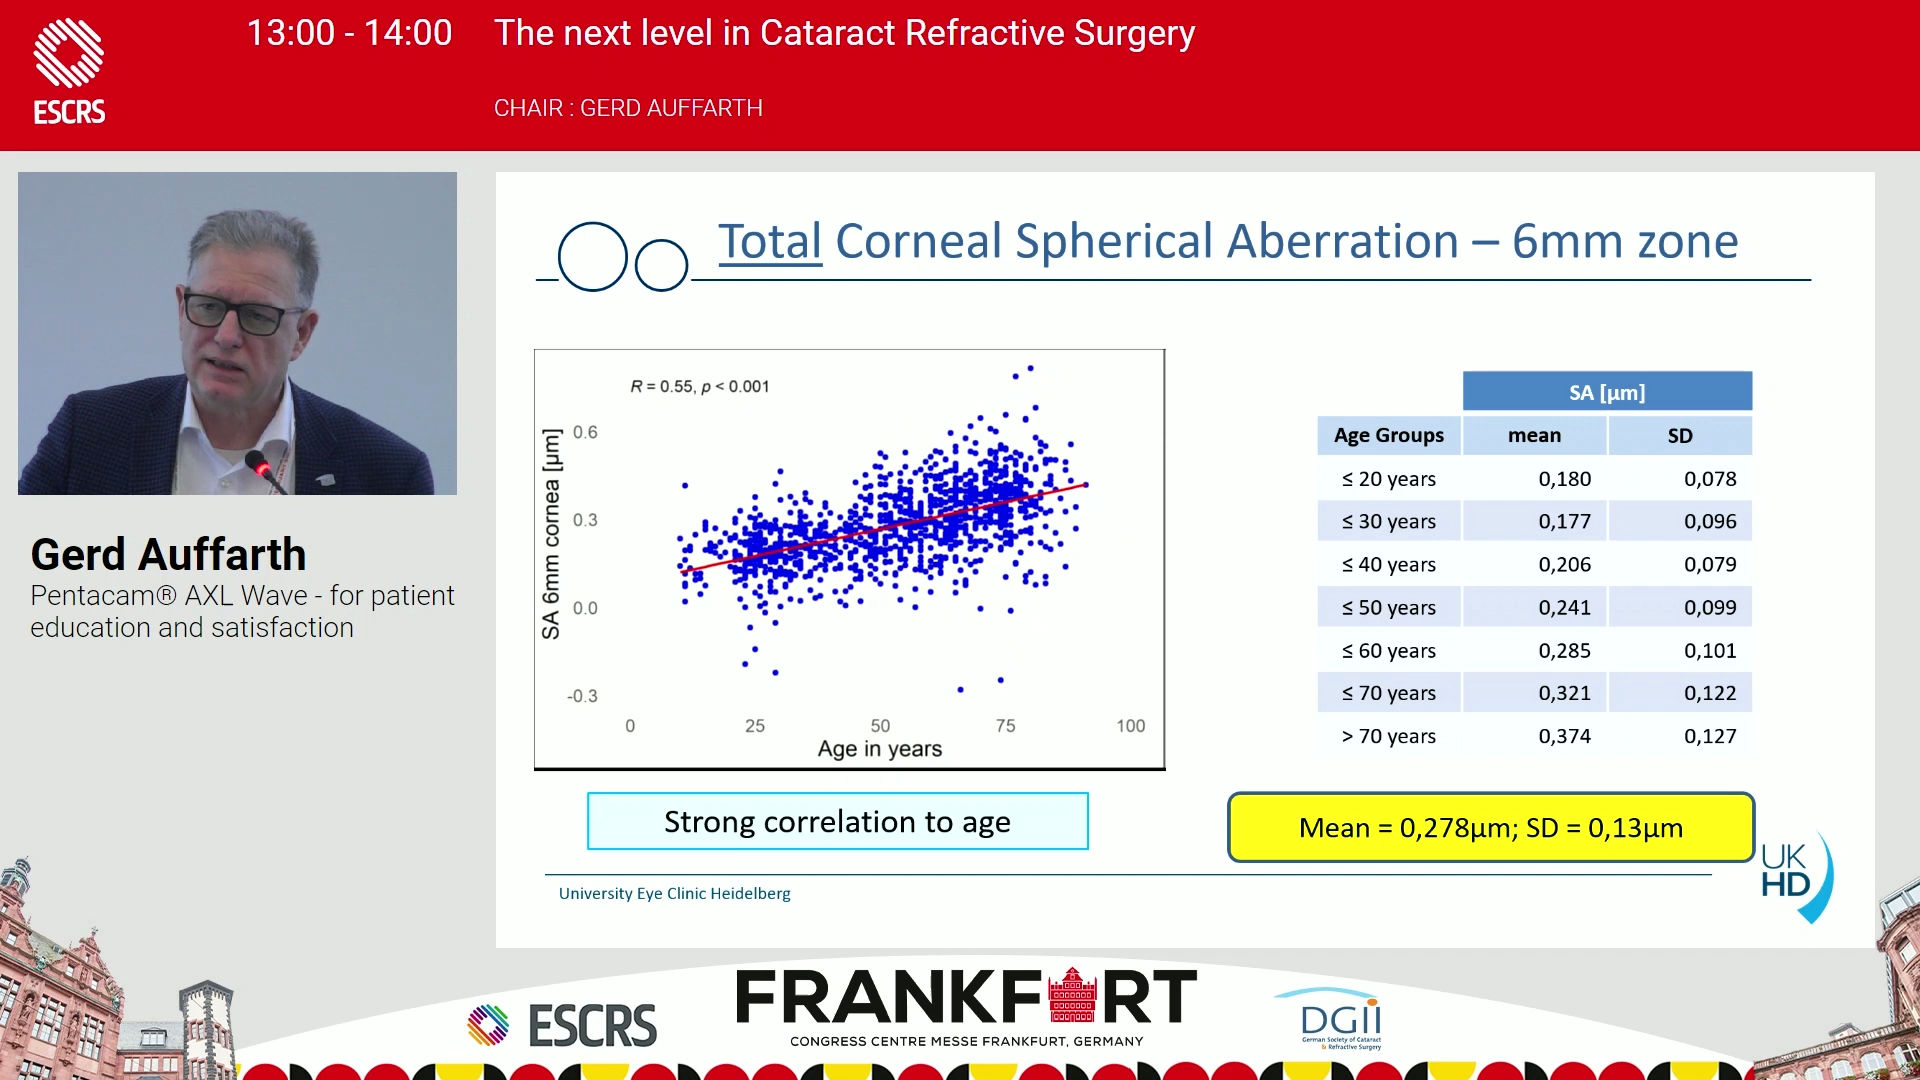 ESCRS
13:00 - 14:00
The next level in Cataract Refractive Surgery
CHAIR : GERD AUFFARTH
Gerd Auffarth
Pentacam® AXL Wave - for patient
education and satisfaction
Total Corneal Spherical Aberration – 6mm zone
R = 0.55, p < 0.001
SA 6mm cornea [µm]
0.6
0.3
0.0
-0.3
0 25 50 75 100
Age in years
SA [µm]
Age Groups mean SD
≤ 20 years 0,180 0,078
≤ 30 years 0,177 0,096
≤ 40 years 0,206 0,079
≤ 50 years 0,241 0,099
≤ 60 years 0,285 0,101
≤ 70 years 0,321 0,122
> 70 years 0,374 0,127
Strong correlation to age
Mean = 0,278µm; SD = 0,13µm
University Eye Clinic Heidelberg
UK
HD
ESCRS
FRANKFURT
CONGRESS CENTRE MESSE FRANKFURT, GERMANY
DGII
German Society of Cataract
& Refractive Surgery